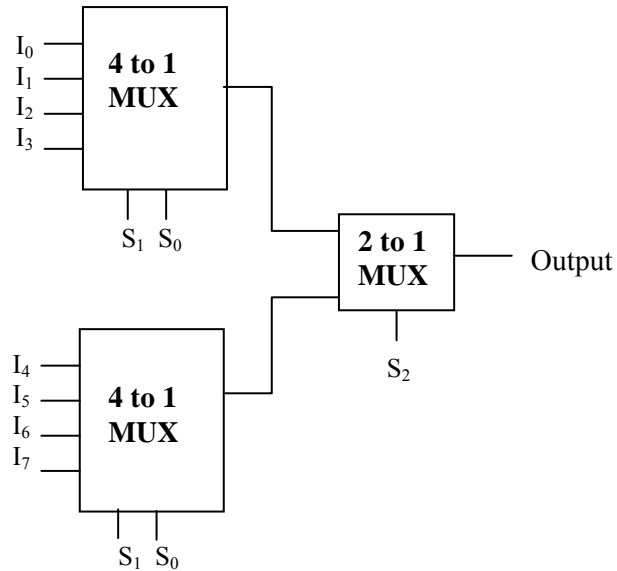 I₀
I₁
I₂
I₃
4 to 1
MUX
S₁ S₀
2 to 1
MUX
Output
S₂
I₄
I₅
I₆
I₇
4 to 1
MUX
S₁ S₀